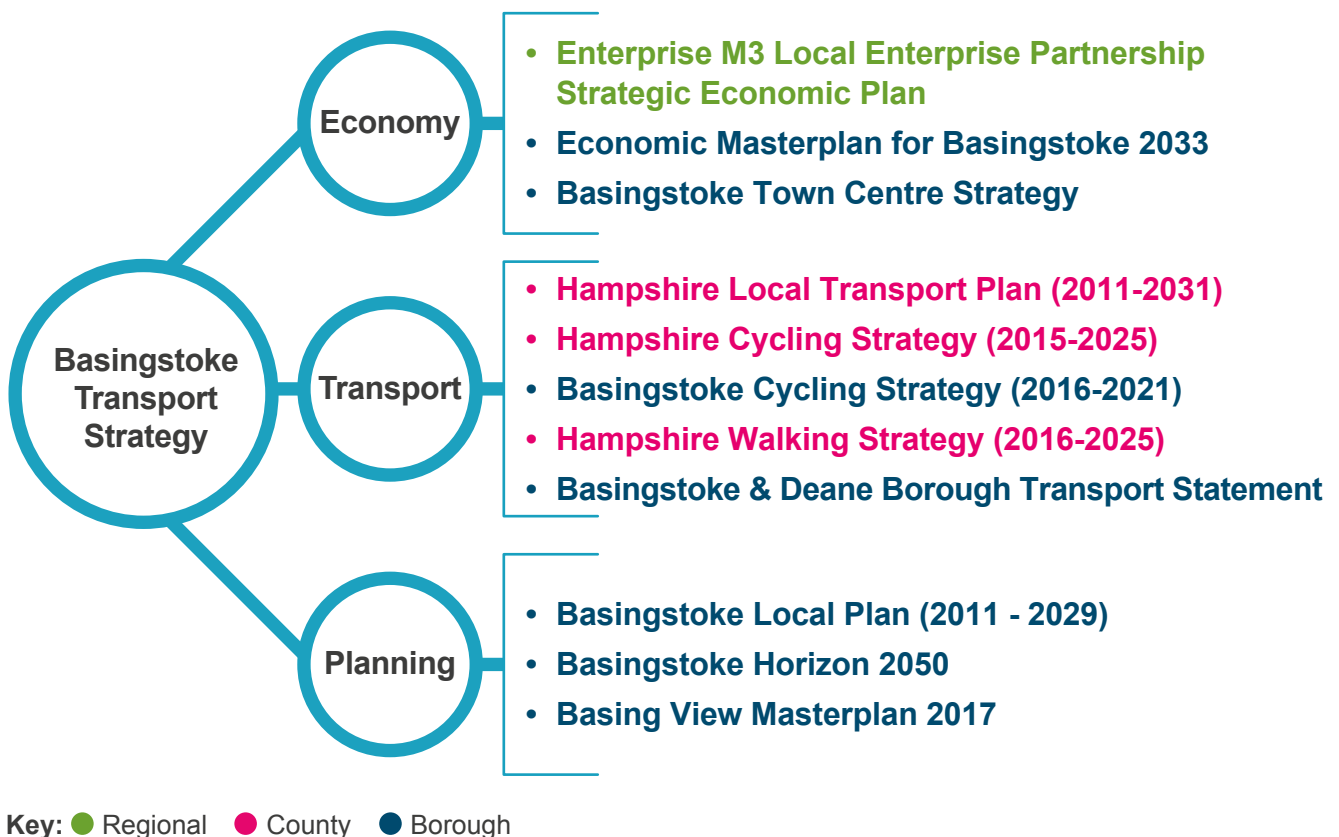 Basingstoke
Transport
Strategy
Economy
• Enterprise M3 Local Enterprise Partnership
Strategic Economic Plan
• Economic Masterplan for Basingstoke 2033
• Basingstoke Town Centre Strategy
Transport
• Hampshire Local Transport Plan (2011-2031)
• Hampshire Cycling Strategy (2015-2025)
• Basingstoke Cycling Strategy (2016-2021)
• Hampshire Walking Strategy (2016-2025)
• Basingstoke & Deane Borough Transport Statement
Planning
• Basingstoke Local Plan (2011 - 2029)
• Basingstoke Horizon 2050
• Basing View Masterplan 2017
Key: Regional County Borough